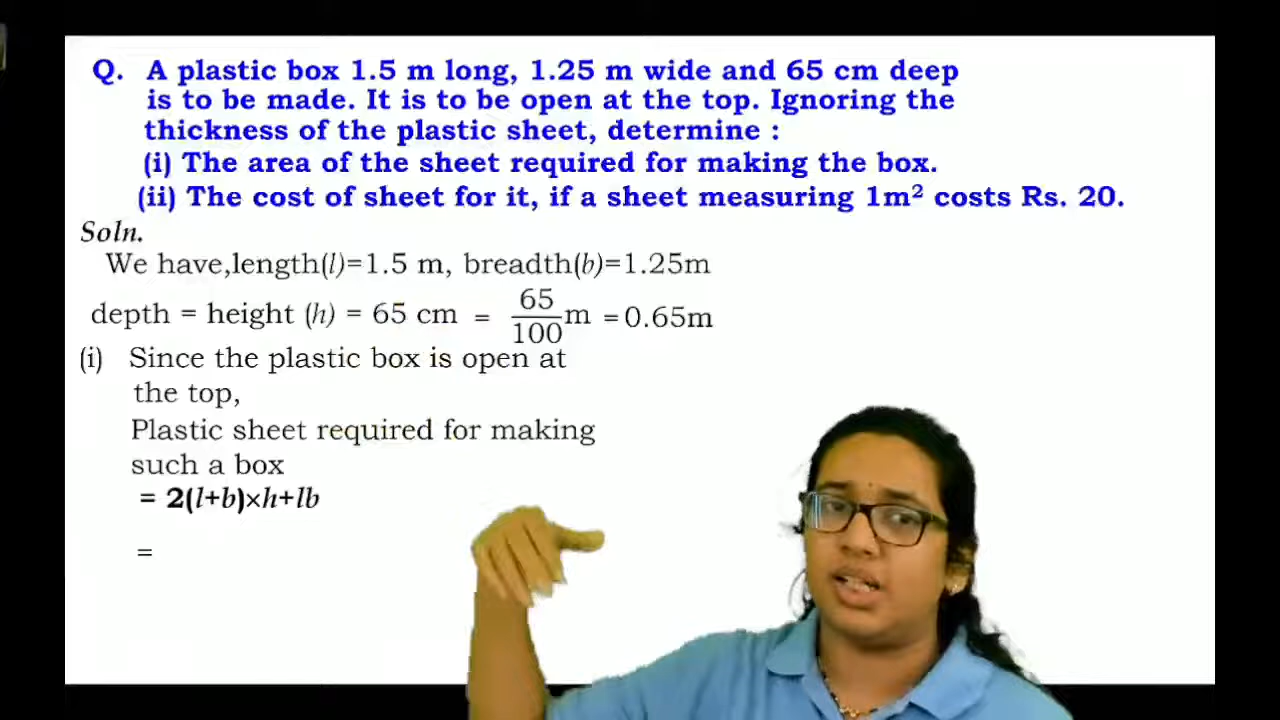 Q. A plastic box 1.5 m long, 1.25 m wide and 65 cm deep
is to be made. It is to be open at the top. Ignoring the
thickness of the plastic sheet, determine :
(i) The area of the sheet required for making the box.
(ii) The cost of sheet for it, if a sheet measuring 1m² costs Rs. 20.
Soln.
We have,length(l)=1.5 m, breadth(b)=1.25m
depth = height (h) = 65 cm = 65/100 m = 0.65m
(i) Since the plastic box is open at
the top,
Plastic sheet required for making
such a box
= 2(l+b)×h+lb
=